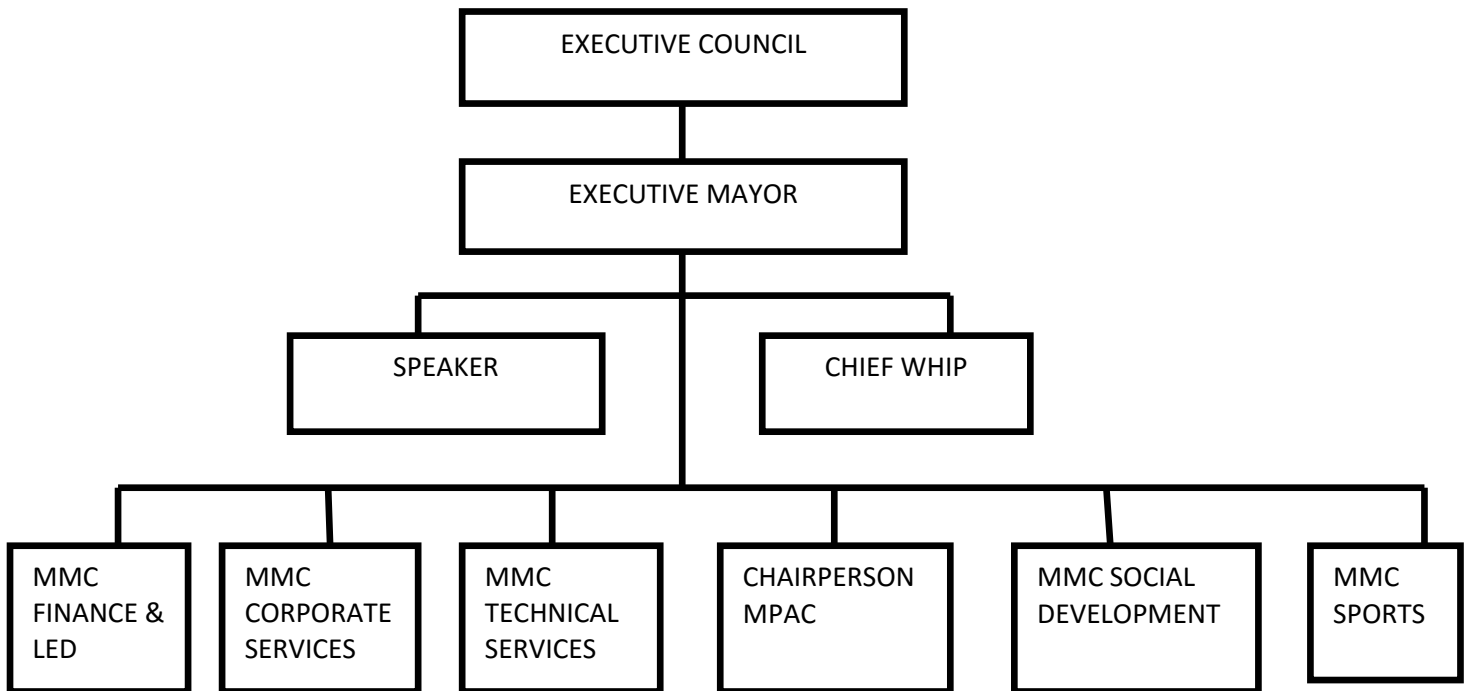 EXECUTIVE COUNCIL
EXECUTIVE MAYOR
SPEAKER
CHIEF WHIP
MMC
FINANCE &
LED
MMC
CORPORATE
SERVICES
MMC
TECHNICAL
SERVICES
CHAIRPERSON
MPAC
MMC SOCIAL
DEVELOPMENT
MMC
SPORTS